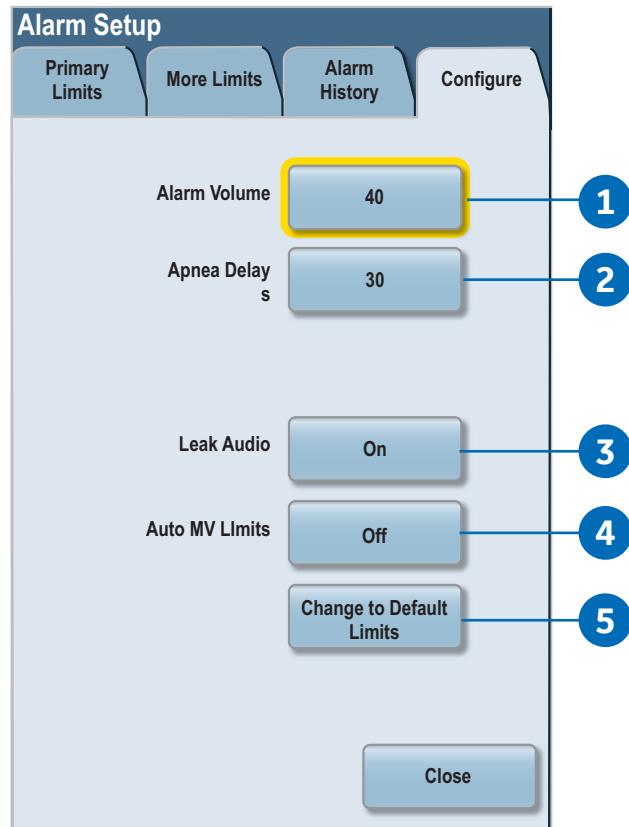 Alarm Setup
Primary
Limits
More Limits
Alarm
History
Configure
Alarm Volume
40
1
Apnea Delay
s
30
2
Leak Audio
On
3
Auto MV LImits
Off
4
Change to Default
Limits
5
Close